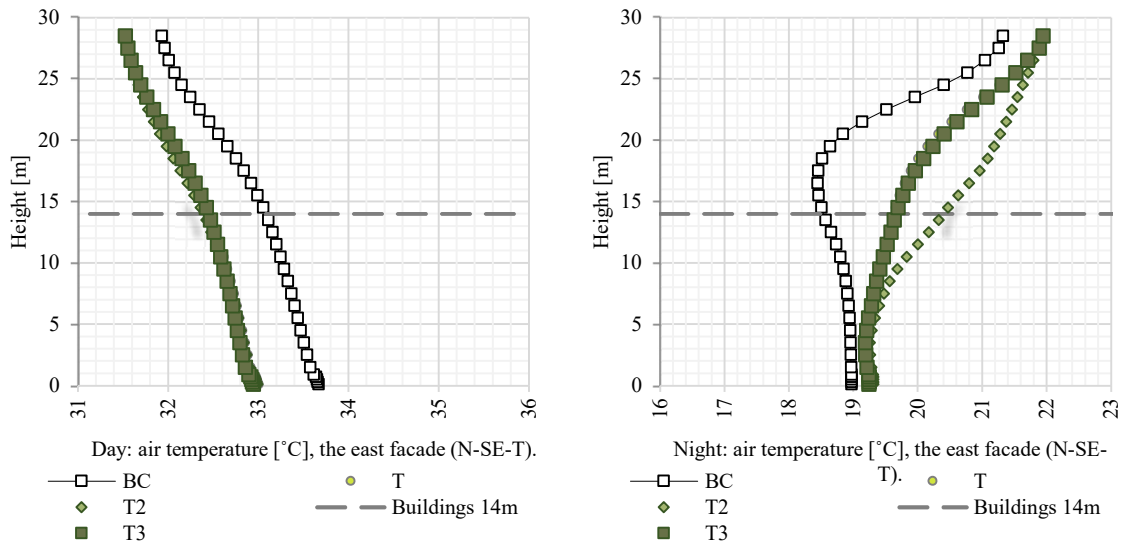 30
25
20
15
10
5
0
Height [m]
31
32
33
34
35
36
Day: air temperature [˚C], the east facade (N-SE-T).
BC
T
T2
Buildings 14m
T3
30
25
20
15
10
5
0
Height [m]
16
17
18
19
20
21
22
23
Night: air temperature [˚C], the east facade (N-SE-
T).
BC
T
T2
Buildings 14m
T3